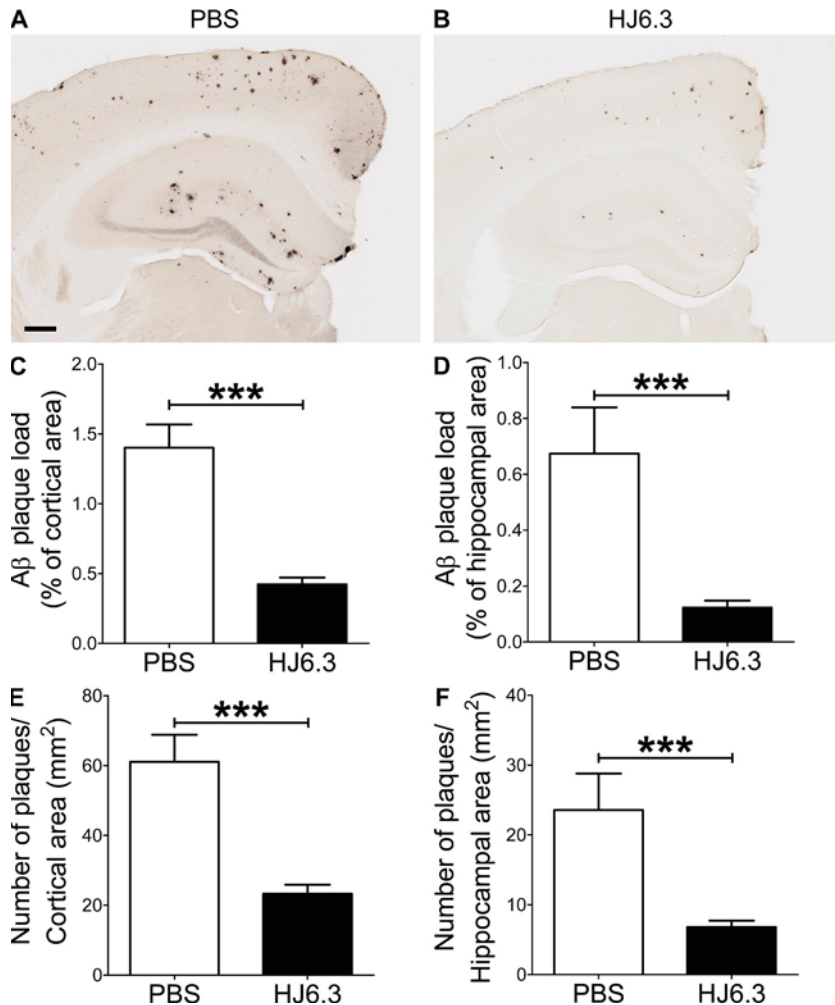 A PBS
B HJ6.3
C
Aβ plaque load
(% of cortical area)
2.0
1.5
1.0
0.5
0.0
***
PBS HJ6.3
D
Aβ plaque load
(% of hippocampal area)
1.0
0.8
0.6
0.4
0.2
0.0
***
PBS HJ6.3
E
Number of plaques/
Cortical area (mm²)
80
60
40
20
0
***
PBS HJ6.3
F
Number of plaques/
Hippocampal area (mm²)
40
30
20
10
0
***
PBS HJ6.3